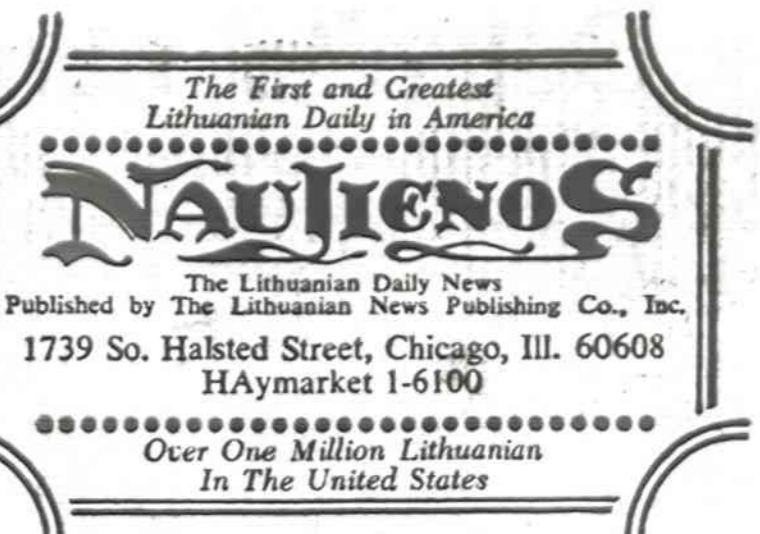 The First and Greatest
Lithuanian Daily in America
NAUJIENOS
The Lithuanian Daily News
Published by The Lithuanian News Publishing Co., Inc.
1739 So. Halsted Street, Chicago, Ill. 60608
HAymarket 1-6100
Over One Million Lithuanian
In The United States